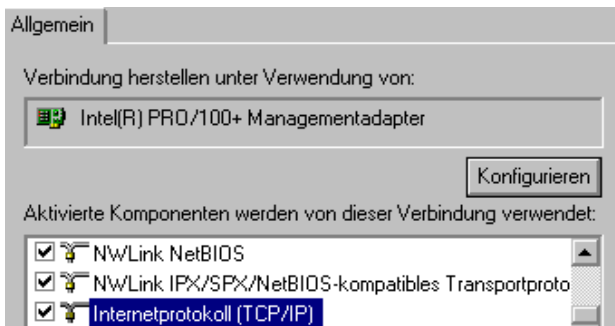 Allgemein
Verbindung herstellen unter Verwendung von:
Intel(R) PRO/100+ Managementadapter
Konfigurieren
Aktivierte Komponenten werden von dieser Verbindung verwendet:
NWLink NetBIOS
NWLink IPX/SPX/NetBIOS-kompatibles Transportproto
Internetprotokoll (TCP/IP)